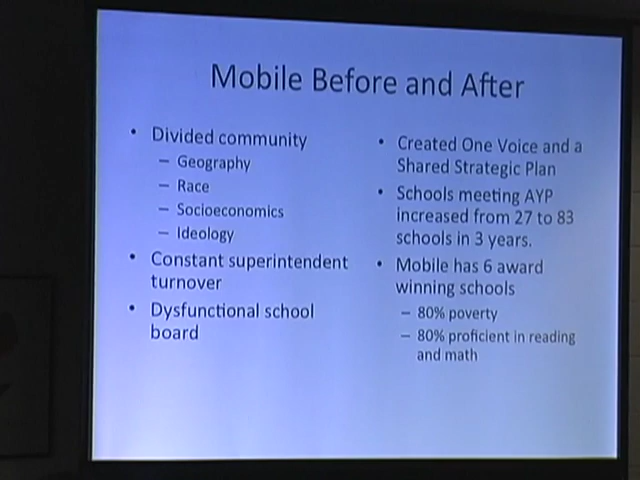 Mobile Before and After
• Divided community
– Geography
– Race
– Socioeconomics
– Ideology
• Constant superintendent
turnover
• Dysfunctional school
board
• Created One Voice and a
Shared Strategic Plan
• Schools meeting AYP
increased from 27 to 83
schools in 3 years.
• Mobile has 6 award
winning schools
– 80% poverty
– 80% proficient in reading
and math